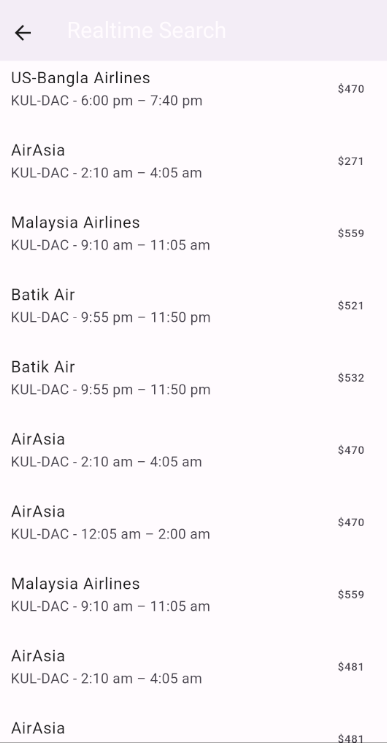 Realtime Search
US-Bangla Airlines
KUL-DAC - 6:00 pm – 7:40 pm
$470
AirAsia
KUL-DAC - 2:10 am – 4:05 am
$271
Malaysia Airlines
KUL-DAC - 9:10 am – 11:05 am
$559
Batik Air
KUL-DAC - 9:55 pm – 11:50 pm
$521
Batik Air
KUL-DAC - 9:55 pm – 11:50 pm
$532
AirAsia
KUL-DAC - 2:10 am – 4:05 am
$470
AirAsia
KUL-DAC - 12:05 am – 2:00 am
$470
Malaysia Airlines
KUL-DAC - 9:10 am – 11:05 am
$559
AirAsia
KUL-DAC - 2:10 am – 4:05 am
$481
AirAsia
$481